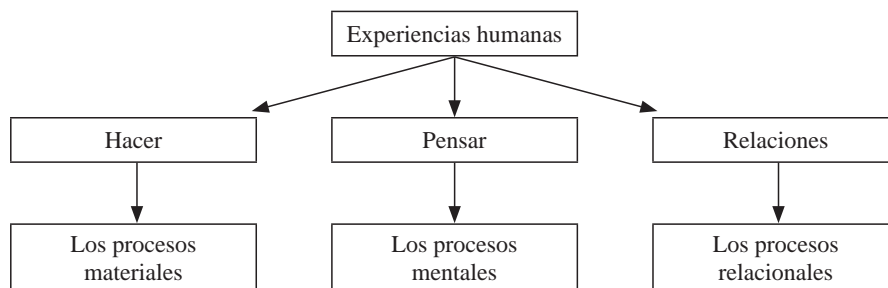 Experiencias humanas
Hacer
Pensar
Relaciones
Los procesos
materiales
Los procesos
mentales
Los procesos
relacionales